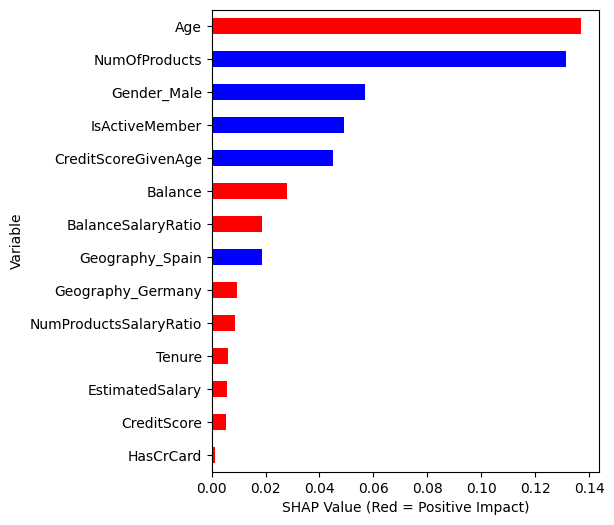 Age
NumOfProducts
Gender_Male
IsActiveMember
CreditScoreGivenAge
Balance
BalanceSalaryRatio
Geography_Spain
Geography_Germany
NumProductsSalaryRatio
Tenure
EstimatedSalary
CreditScore
HasCrCard
Variable
0.00 0.02 0.04 0.06 0.08 0.10 0.12 0.14
SHAP Value (Red = Positive Impact)